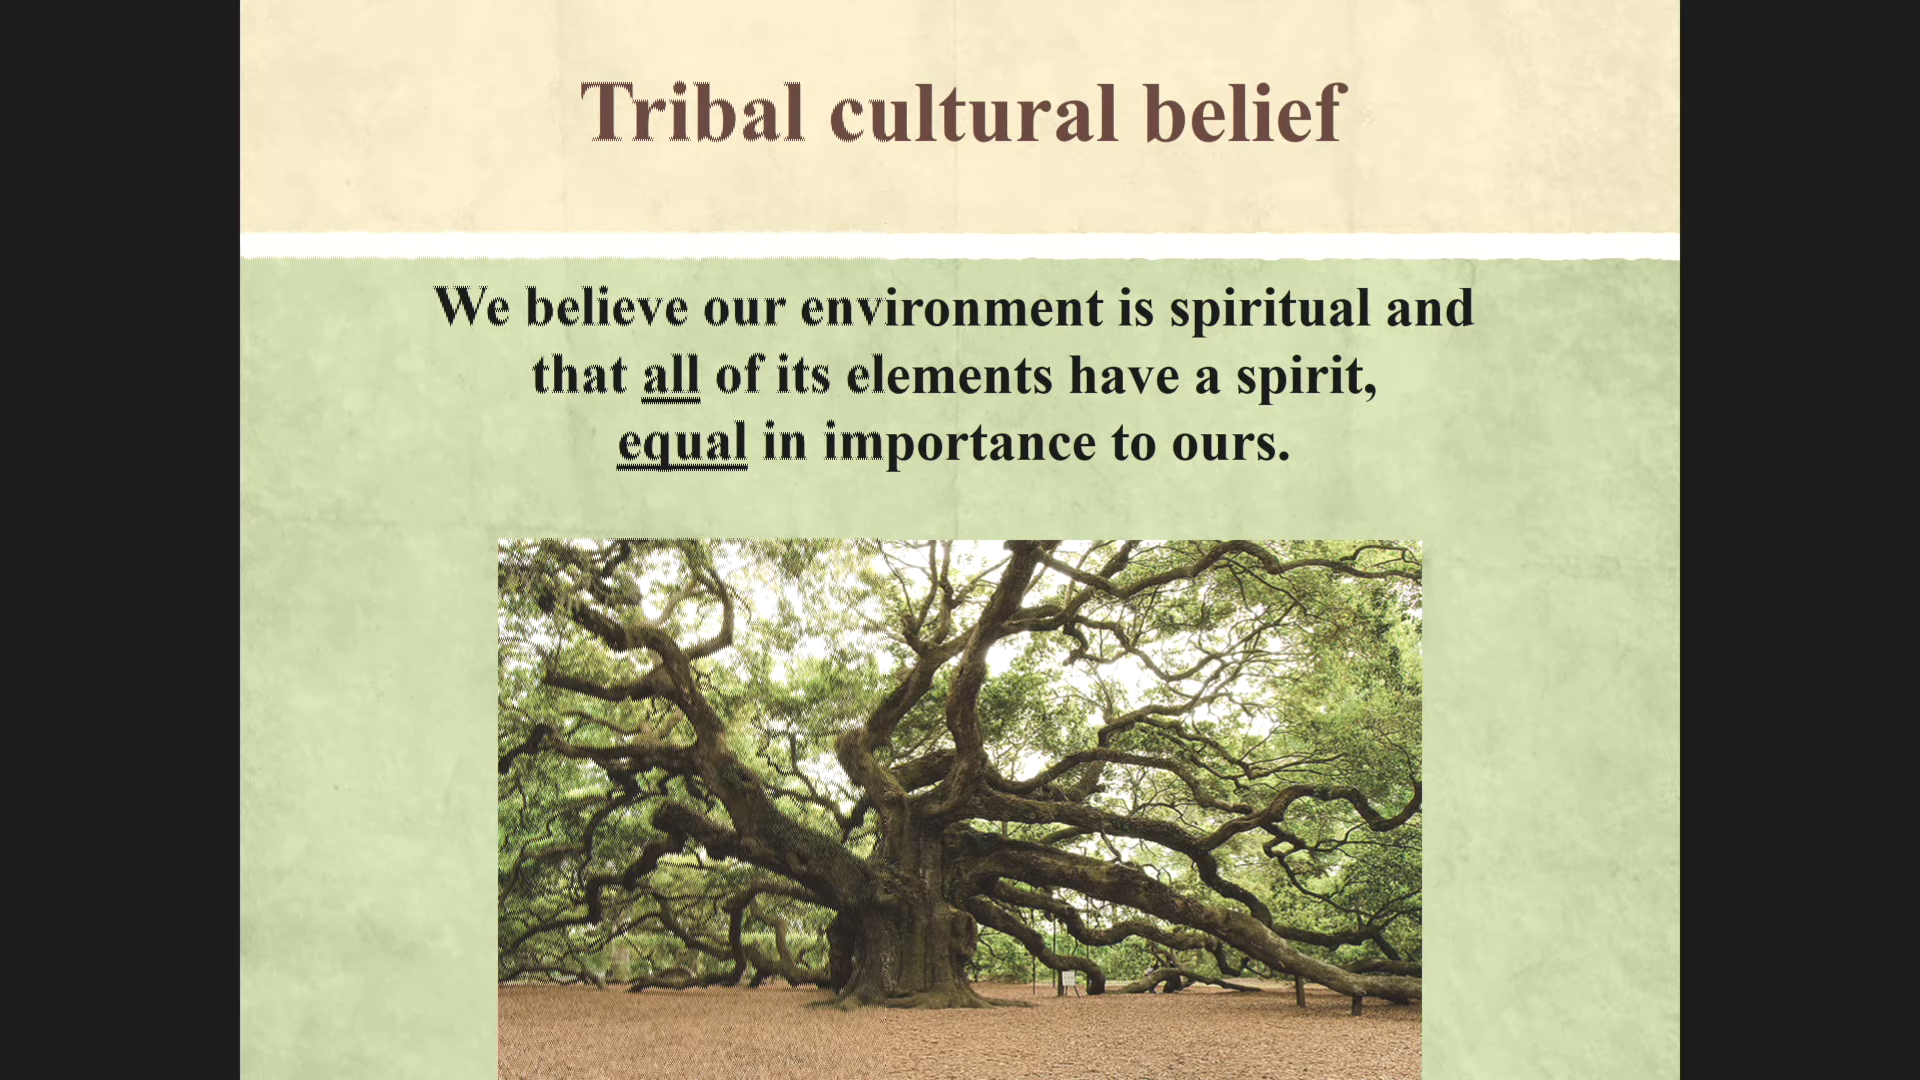 Tribal cultural belief
We believe our environment is spiritual and
that all of its elements have a spirit,
equal in importance to ours.